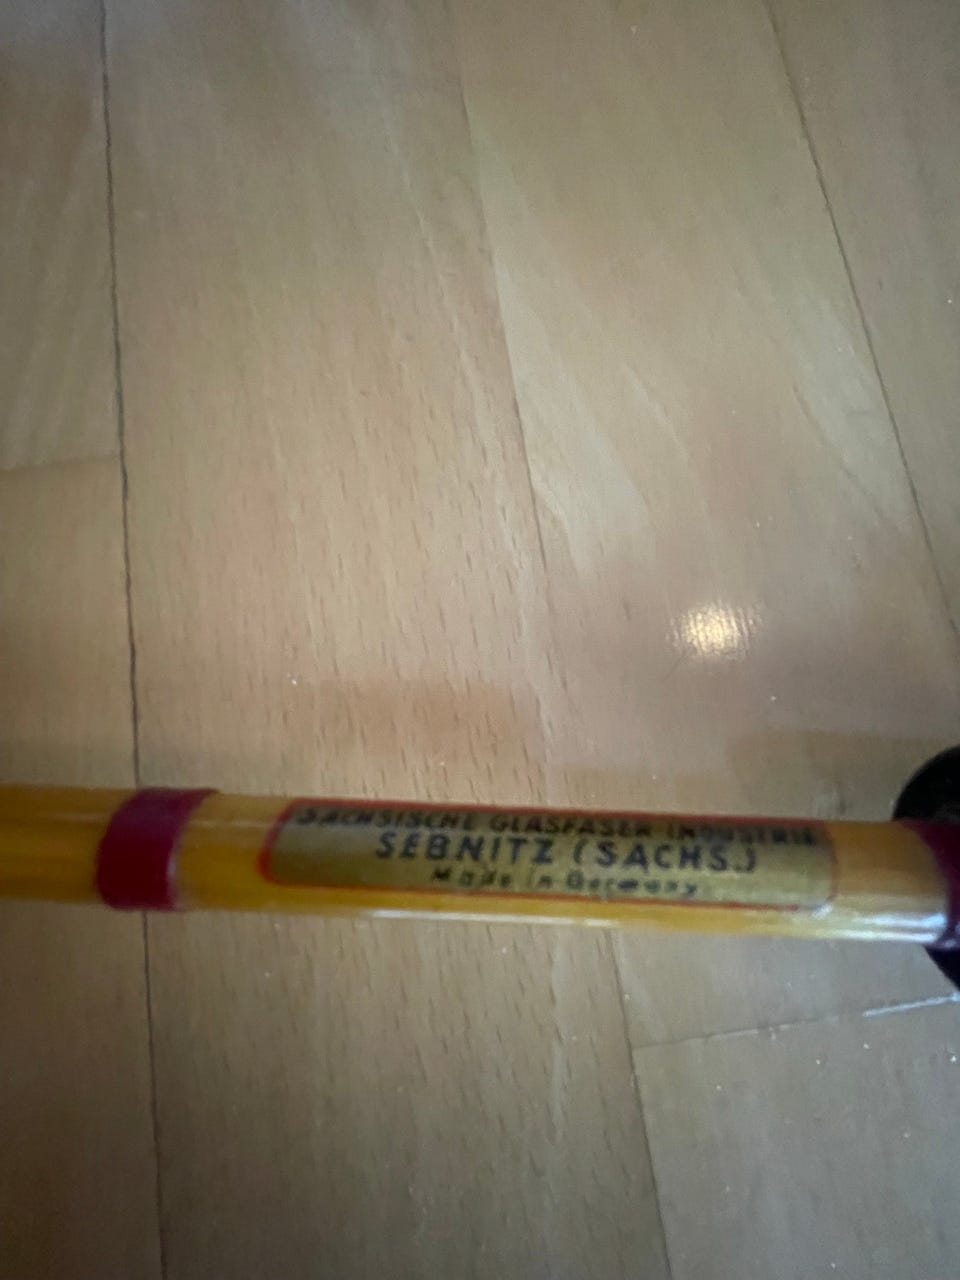 SÄCHSISCHE GLASFASER INDUSTRIE
SEBNITZ (SACHS.)
Made in Germany